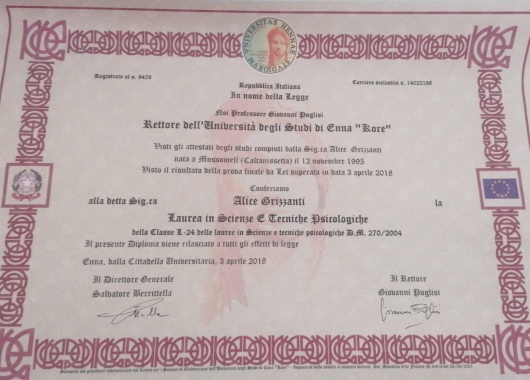 UNIVERSITAS HENNAE STUDIORUM
Registrato al n. 8470
Carriera scolastica n. 14022166
Repubblica Italiana
In nome della Legge
Noi Professore Giovanni Puglisi
Rettore dell'Università degli Studi di Enna "Kore"
Visti gli attestati degli studi compiuti dalla Sig.ra Alice Grizzanti
nata a Mussomeli (Caltanissetta) il 12 novembre 1995
Visto il risultato della prova finale da Lei superata in data 3 aprile 2018
Conferiamo
alla detta Sig.ra Alice Grizzanti la
Laurea in Scienze E Tecniche Psicologiche
della Classe L-24 delle lauree in Scienze e tecniche psicologiche D.M. 270/2004
Il presente Diploma viene rilasciato a tutti gli effetti di legge
Enna, dalla Cittadella Universitaria, 3 aprile 2018
Il Direttore Generale Il Rettore
Salvatore Berrittella Giovanni Puglisi